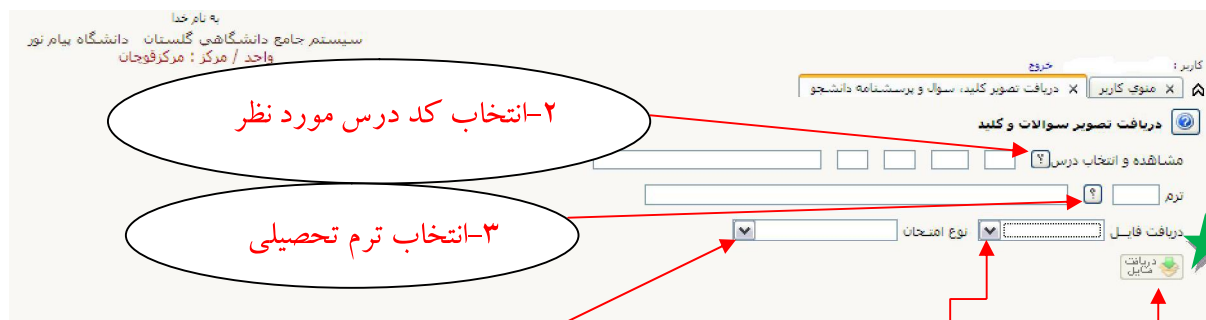 به نام خدا
سیستم جامع دانشگاهی گلستان   دانشگاه پیام نور
واحد / مرکز : مرکزقوچان
کاربر :
خروج
منوی کاربر X
دریافت تصویر کلید، سوال و پرسشنامه دانشجو X
دریافت تصویر سوالات و کلید
۲-انتخاب کد درس مورد نظر
مشاهده و انتخاب درس ؟
ترم ؟
۳-انتخاب ترم تحصیلی
دریافت فایل نوع امتحان
دریافت فایل